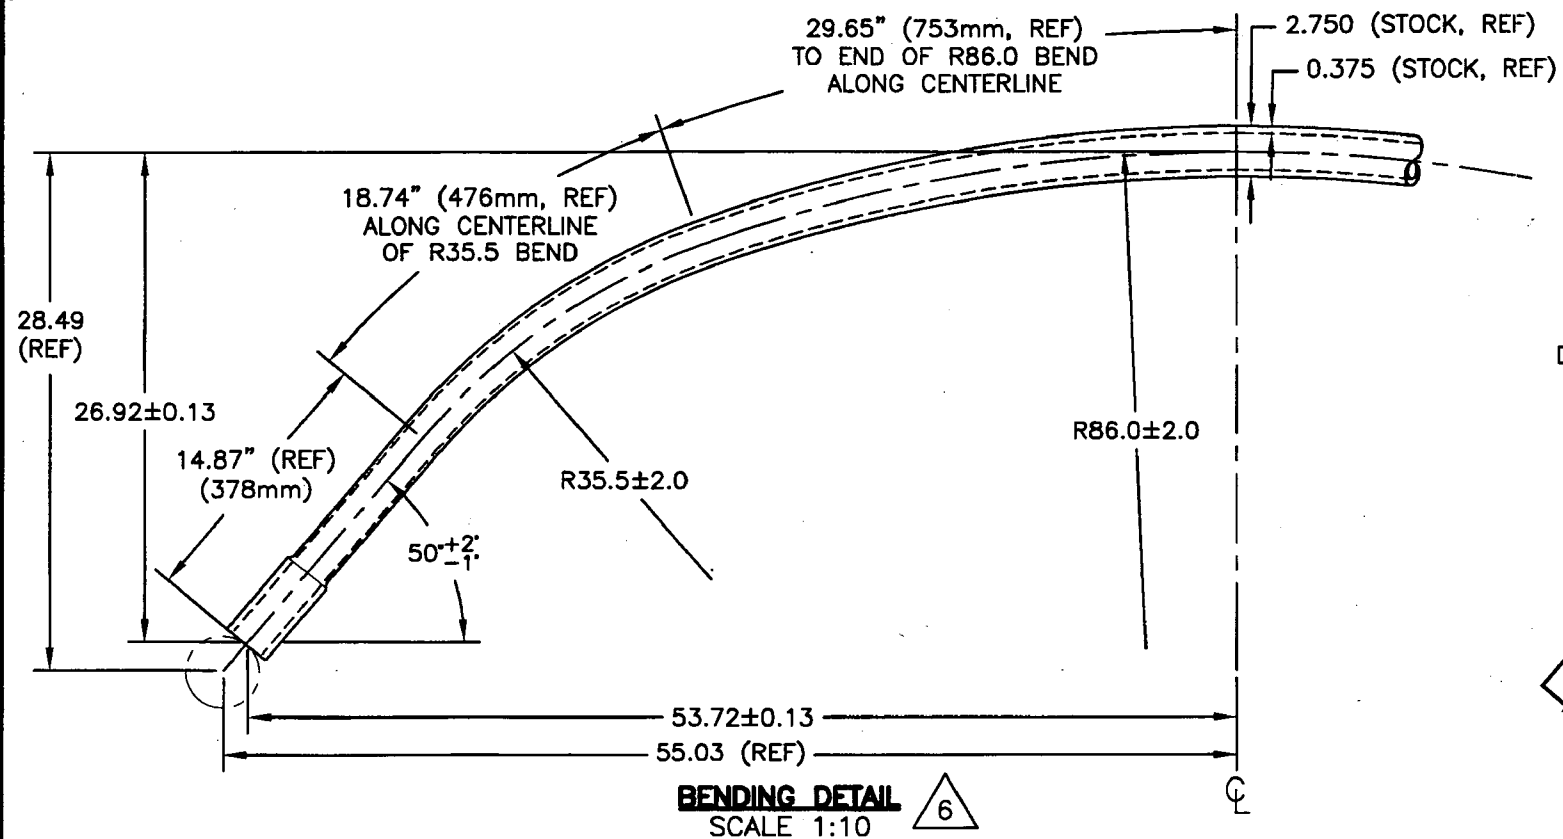 29.65" (753mm, REF)
TO END OF R86.0 BEND
ALONG CENTERLINE
2.750 (STOCK, REF)
0.375 (STOCK, REF)
18.74" (476mm, REF)
ALONG CENTERLINE
OF R35.5 BEND
28.49
(REF)
26.92±0.13
14.87" (REF)
(378mm)
R86.0±2.0
R35.5±2.0
50°+2°
-1°
53.72±0.13
55.03 (REF)
BENDING DETAIL
6
SCALE 1:10
℄